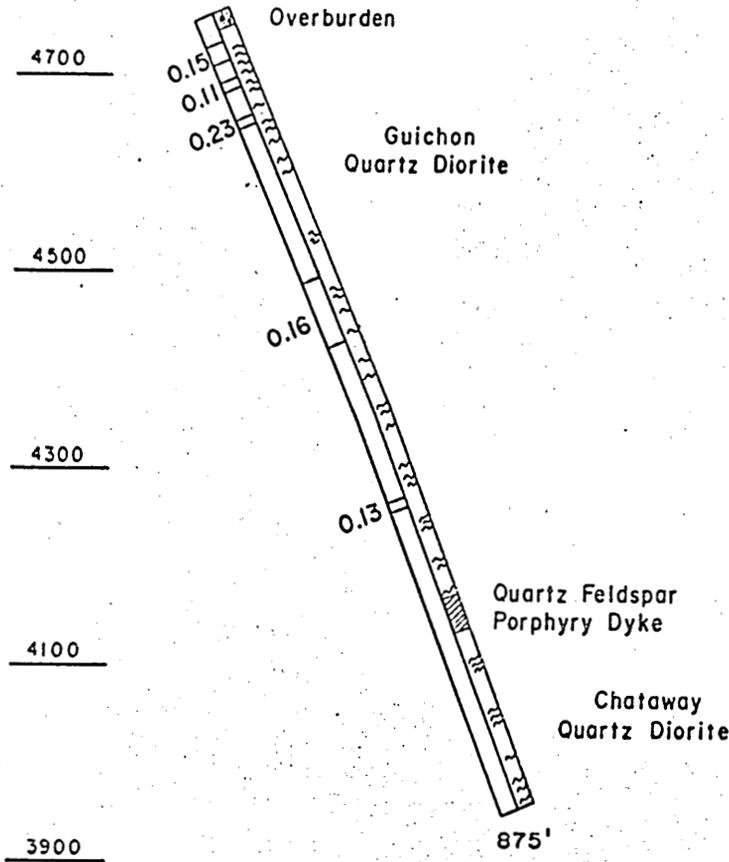 Overburden
4700
0.15
0.11
0.23
Guichon
Quartz Diorite
4500
0.16
4300
0.13
Quartz Feldspar
Porphyry Dyke
4100
Chataway
Quartz Diorite
875'
3900